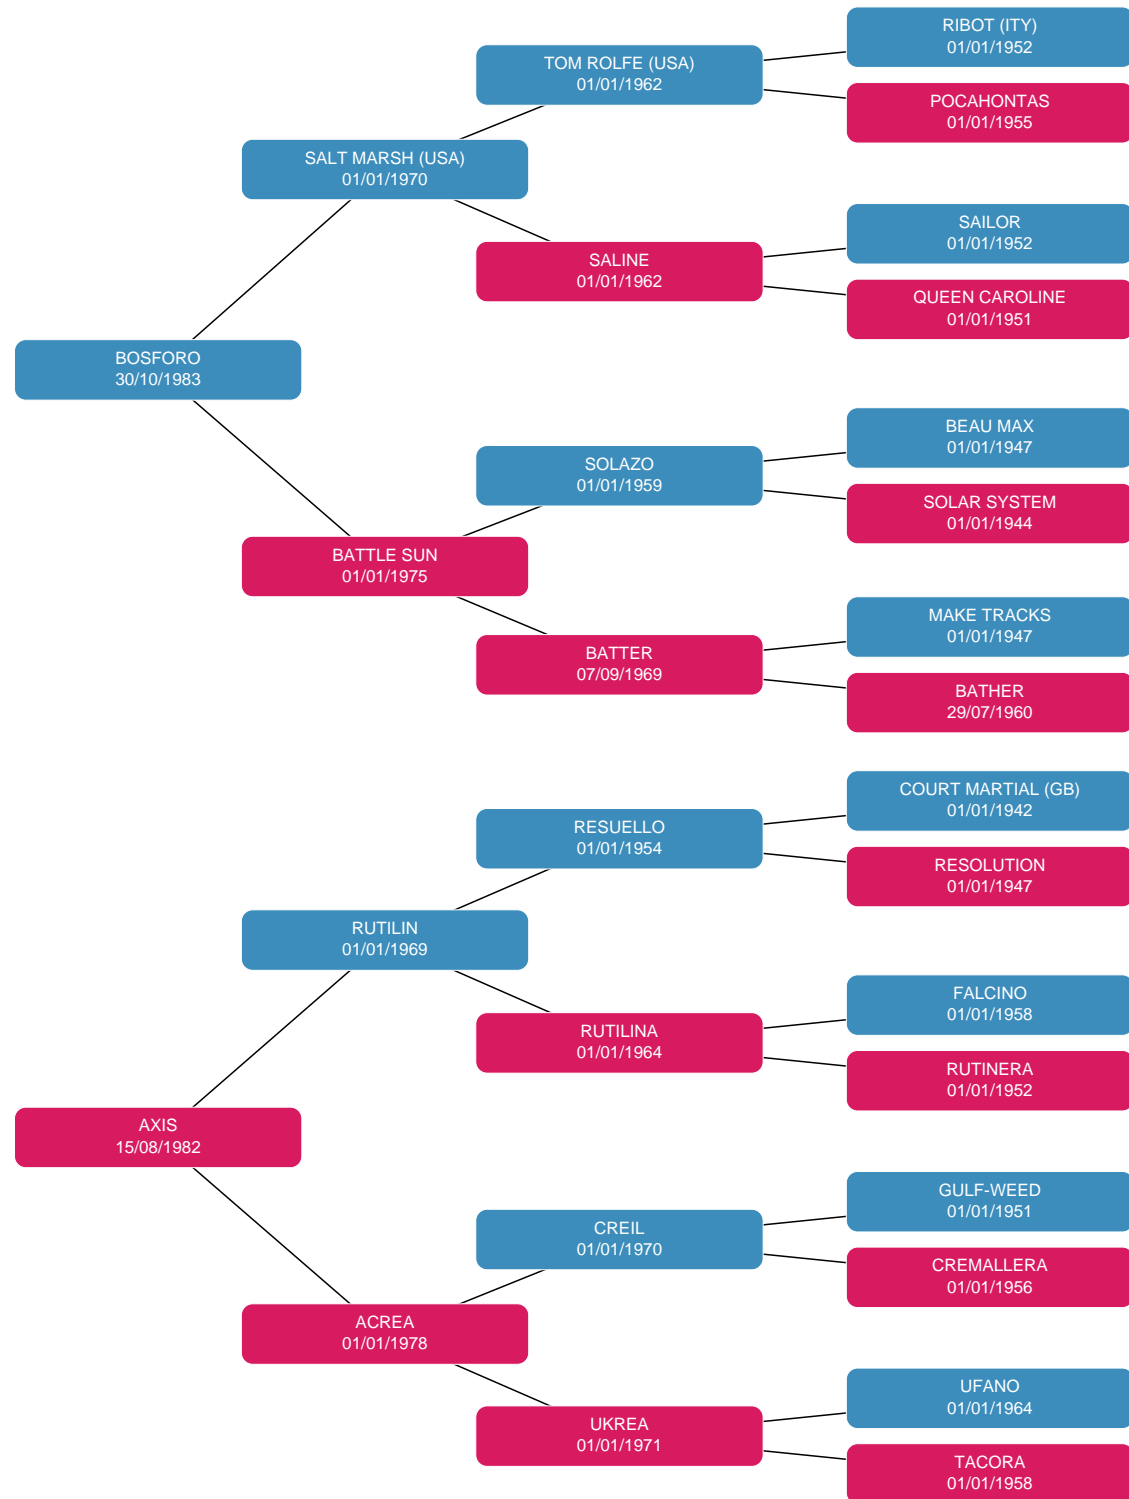 RIBOT (ITY)
01/01/1952
TOM ROLFE (USA)
01/01/1962
POCAHONTAS
01/01/1955
SALT MARSH (USA)
01/01/1970
SAILOR
01/01/1952
SALINE
01/01/1962
QUEEN CAROLINE
01/01/1951
BOSFORO
30/10/1983
BEAU MAX
01/01/1947
SOLAZO
01/01/1959
SOLAR SYSTEM
01/01/1944
BATTLE SUN
01/01/1975
MAKE TRACKS
01/01/1947
BATTER
07/09/1969
BATHER
29/07/1960
COURT MARTIAL (GB)
01/01/1942
RESUELLO
01/01/1954
RESOLUTION
01/01/1947
RUTILIN
01/01/1969
FALCINO
01/01/1958
RUTILINA
01/01/1964
RUTINERA
01/01/1952
AXIS
15/08/1982
GULF-WEED
01/01/1951
CREIL
01/01/1970
CREMALLERA
01/01/1956
ACREA
01/01/1978
UFANO
01/01/1964
UKREA
01/01/1971
TACORA
01/01/1958